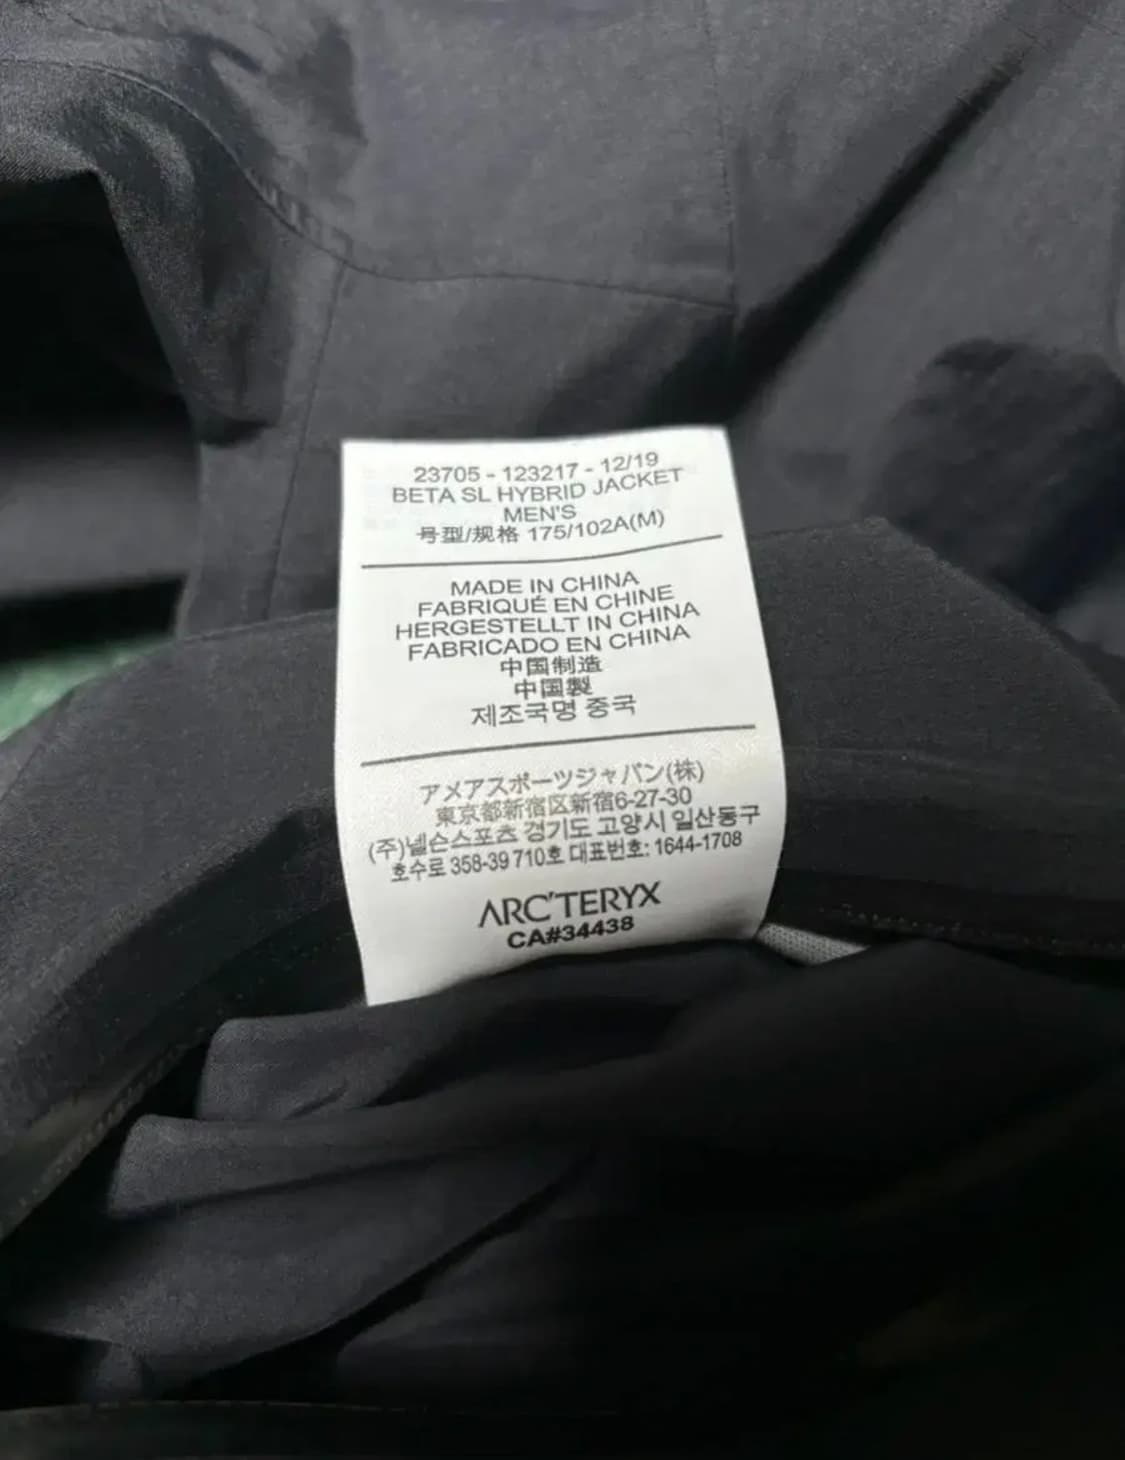 23705 - 123217 - 12/19
BETA SL HYBRID JACKET
MEN'S
号型/规格 175/102A(M)
MADE IN CHINA
FABRIQUÉ EN CHINE
HERGESTELLT IN CHINA
FABRICADO EN CHINA
中国制造
中国製
제조국명 중국
アメアスポーツジャパン(株)
東京都新宿区新宿6-27-30
(주)넬슨스포츠 경기도 고양시 일산동구
호수로 358-39 710호 대표번호: 1644-1708
ARC'TERYX
CA#34438